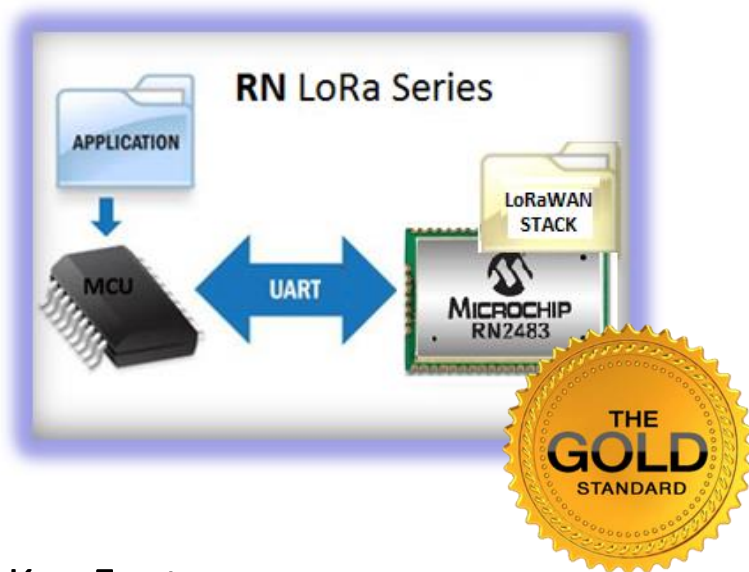 RN LoRa Series
APPLICATION
LoRaWAN
STACK
MCU
UART
MICROCHIP
RN2483
THE
GOLD
STANDARD